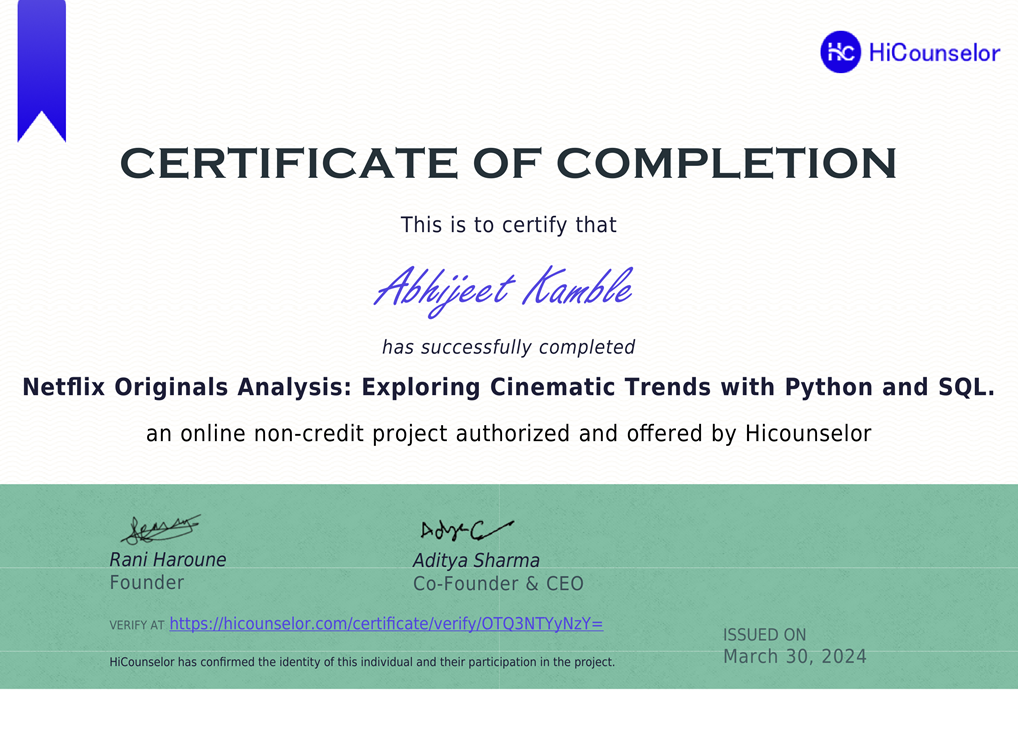 HC HiCounselor
CERTIFICATE OF COMPLETION
This is to certify that
Abhijeet Kamble
has successfully completed
Netflix Originals Analysis: Exploring Cinematic Trends with Python and SQL.
an online non-credit project authorized and offered by Hicounselor
Rani Haroune
Founder
Aditya Sharma
Co-Founder & CEO
VERIFY AT https://hicounselor.com/certificate/verify/OTQ3NTYyNzY=
HiCounselor has confirmed the identity of this individual and their participation in the project.
ISSUED ON
March 30, 2024